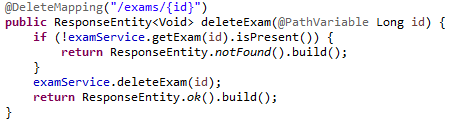 @DeleteMapping("/exams/{id}")
public ResponseEntity<Void> deleteExam(@PathVariable Long id) {
    if (!examService.getExam(id).isPresent()) {
        return ResponseEntity.notFound().build();
    }
    examService.deleteExam(id);
    return ResponseEntity.ok().build();
}